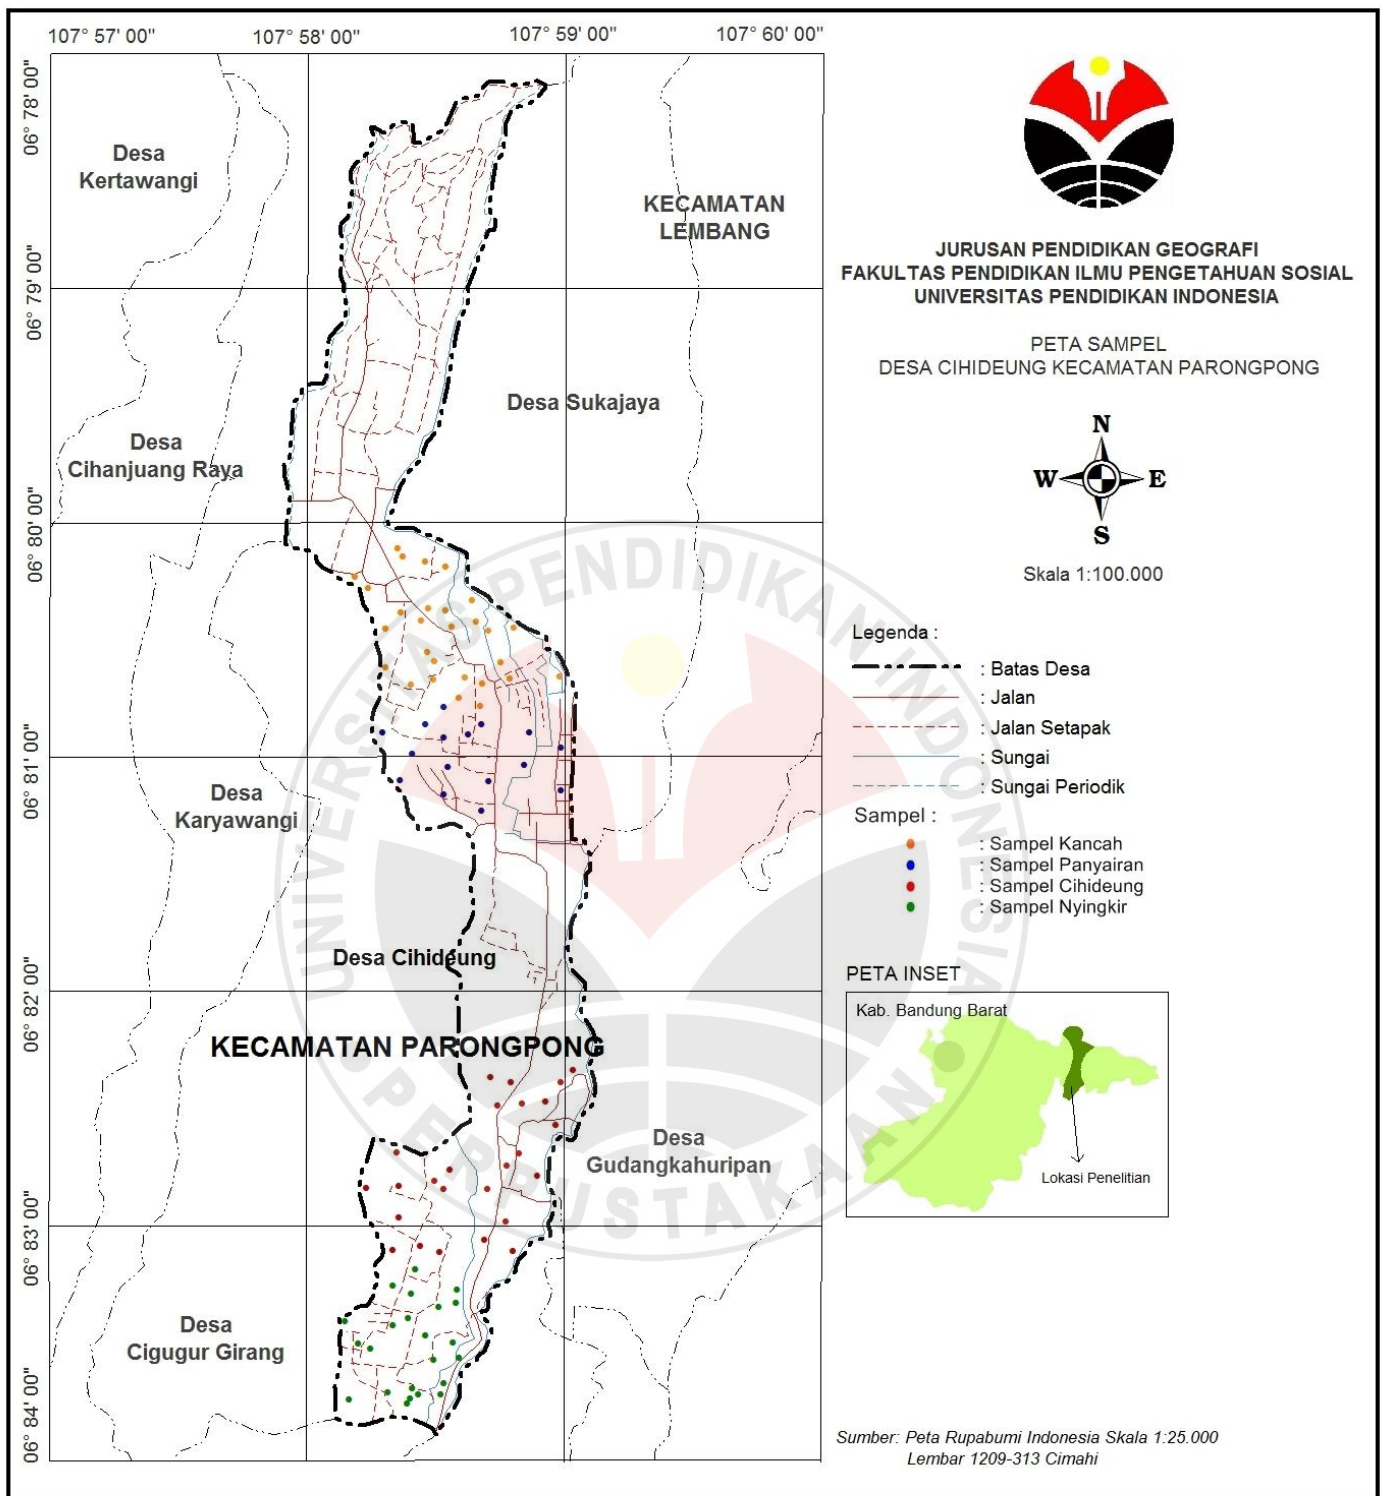 107° 57' 00"
107° 58' 00"
107° 59' 00"
107° 60' 00"
06° 78' 00"
06° 79' 00"
06° 80' 00"
06° 81' 00"
06° 82' 00"
06° 83' 00"
06° 84' 00"
Desa
Kertawangi
KECAMATAN
LEMBANG
Desa Sukajaya
Desa
Cihanjuang Raya
Desa
Karyawangi
Desa Cihideung
KECAMATAN PARONGPONG
Desa
Gudangkahuripan
Desa
Cigugur Girang
UNIVERSITAS PENDIDIKAN INDONESIA
PERPUSTAKAAN
JURUSAN PENDIDIKAN GEOGRAFI
FAKULTAS PENDIDIKAN ILMU PENGETAHUAN SOSIAL
UNIVERSITAS PENDIDIKAN INDONESIA
PETA SAMPEL
DESA CIHIDEUNG KECAMATAN PARONGPONG
N
W E
S
Skala 1:100.000
Legenda :
: Batas Desa
: Jalan
: Jalan Setapak
: Sungai
: Sungai Periodik
Sampel :
: Sampel Kancah
: Sampel Panyairan
: Sampel Cihideung
: Sampel Nyingkir
PETA INSET
Kab. Bandung Barat
Lokasi Penelitian
Sumber: Peta Rupabumi Indonesia Skala 1:25.000
Lembar 1209-313 Cimahi